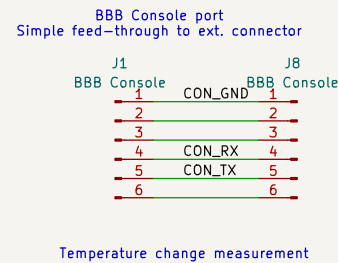 BBB Console port
Simple feed-through to ext. connector
J1 J8
BBB Console BBB Console
1 CON_GND 1
2 2
3 3
4 CON_RX 4
5 CON_TX 5
6 6
Temperature change measurement